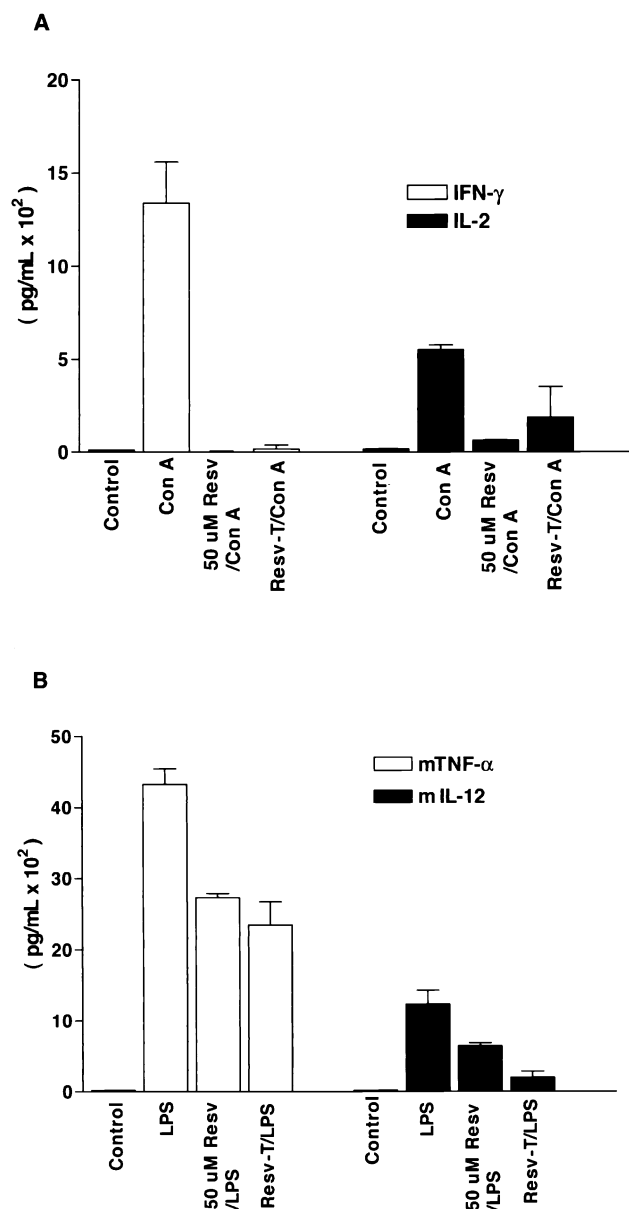 A
20
15
10
5
0
( pg/mL x 10²)
IFN-γ
IL-2
Control
Con A
50 uM Resv
/Con A
Resv-T/Con A
Control
Con A
50 uM Resv
/Con A
Resv-T/Con A
B
50
40
30
20
10
0
( pg/mL x 10²)
mTNF-α
mIL-12
Control
LPS
50 uM Resv
/LPS
Resv-T/LPS
Control
LPS
50 uM Resv
/LPS
Resv-T/LPS